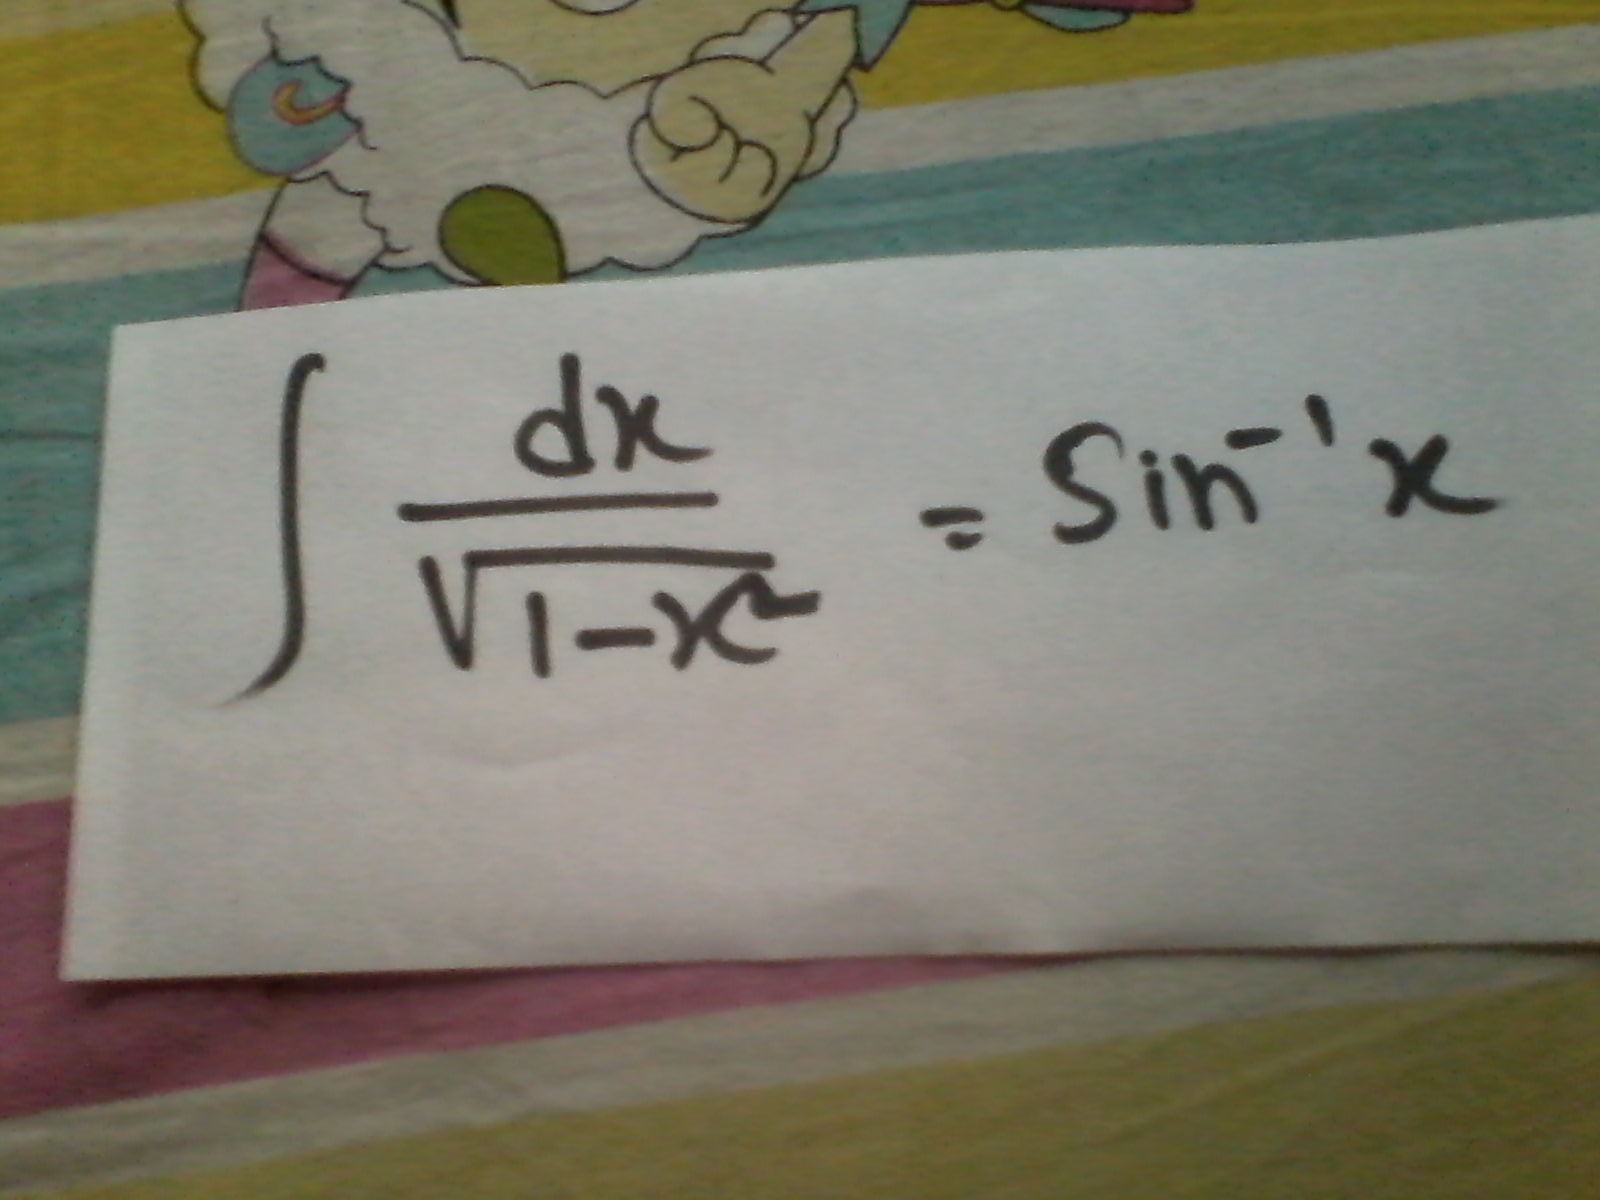 ∫ dx / √(1-x²) = Sin⁻¹x